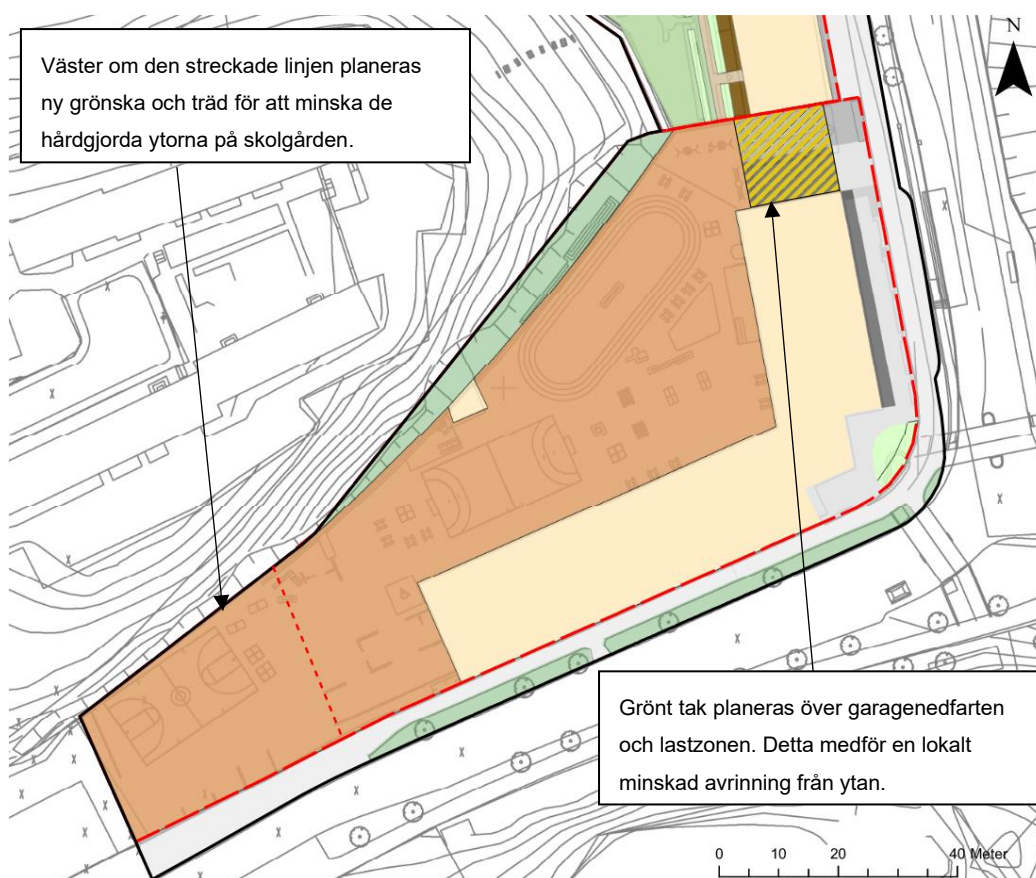 Väster om den streckade linjen planeras
ny grönska och träd för att minska de
hårdgjorda ytorna på skolgården.
N
Grönt tak planeras över garagenedfarten
och lastzonen. Detta medför en lokalt
minskad avrinning från ytan.
0 10 20 40 Meter